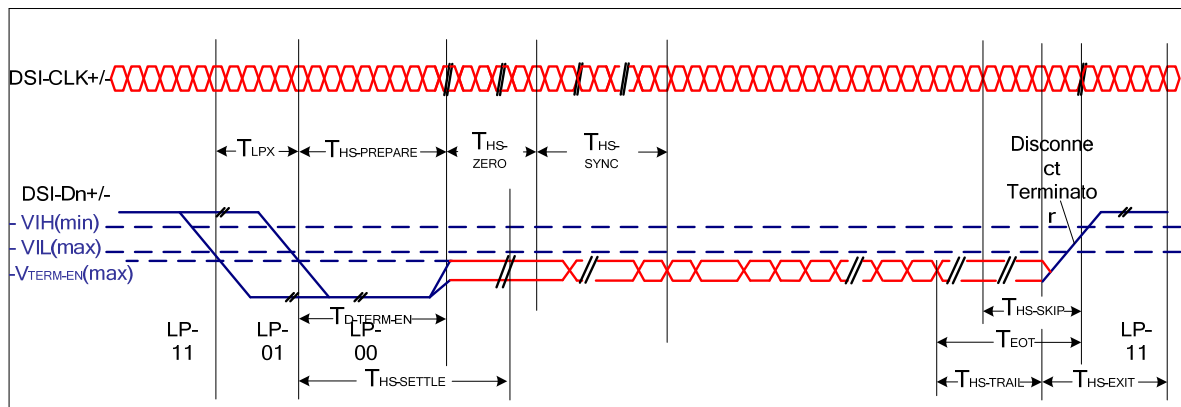 DSI-CLK+/-
TLPX
THS-PREPARE
THS-
ZERO
THS-
SYNC
Disconne
ct
Terminato
r
DSI-Dn+/-
VIH(min)
VIL(max)
VTERM-EN(max)
TD-TERM-EN
THS-SKIP
LP-
11
LP-
01
LP-
00
TEOT
LP-
11
THS-SETTLE
THS-TRAIL
THS-EXIT